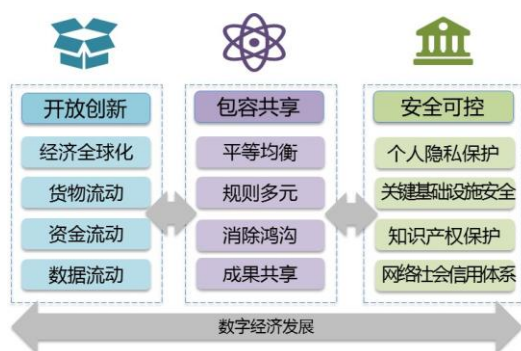 开放创新
经济全球化
货物流动
资金流动
数据流动
包容共享
平等均衡
规则多元
消除鸿沟
成果共享
安全可控
个人隐私保护
关键基础设施安全
知识产权保护
网络社会信用体系
数字经济发展